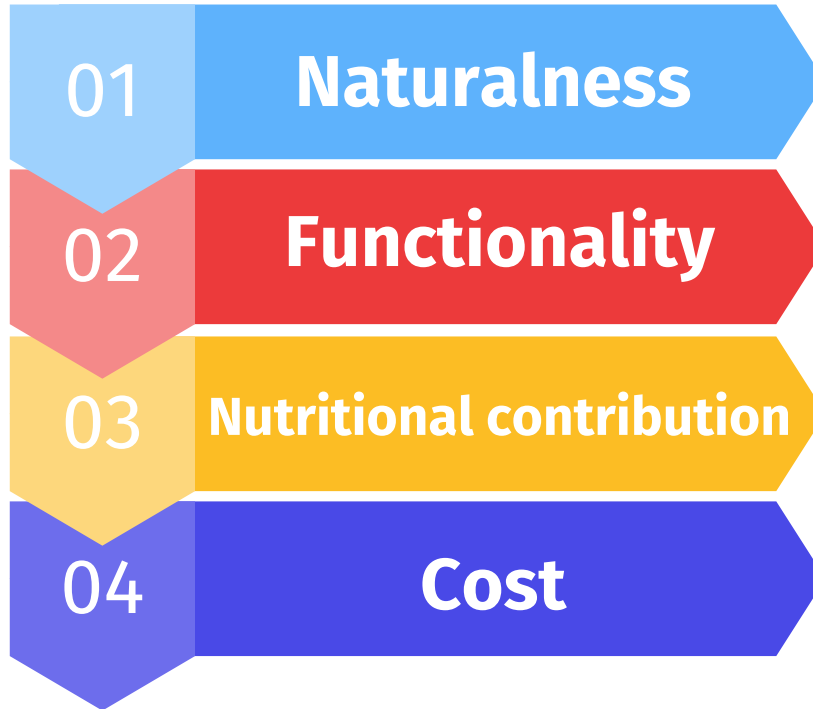 01
Naturalness
02
Functionality
03
Nutritional contribution
04
Cost